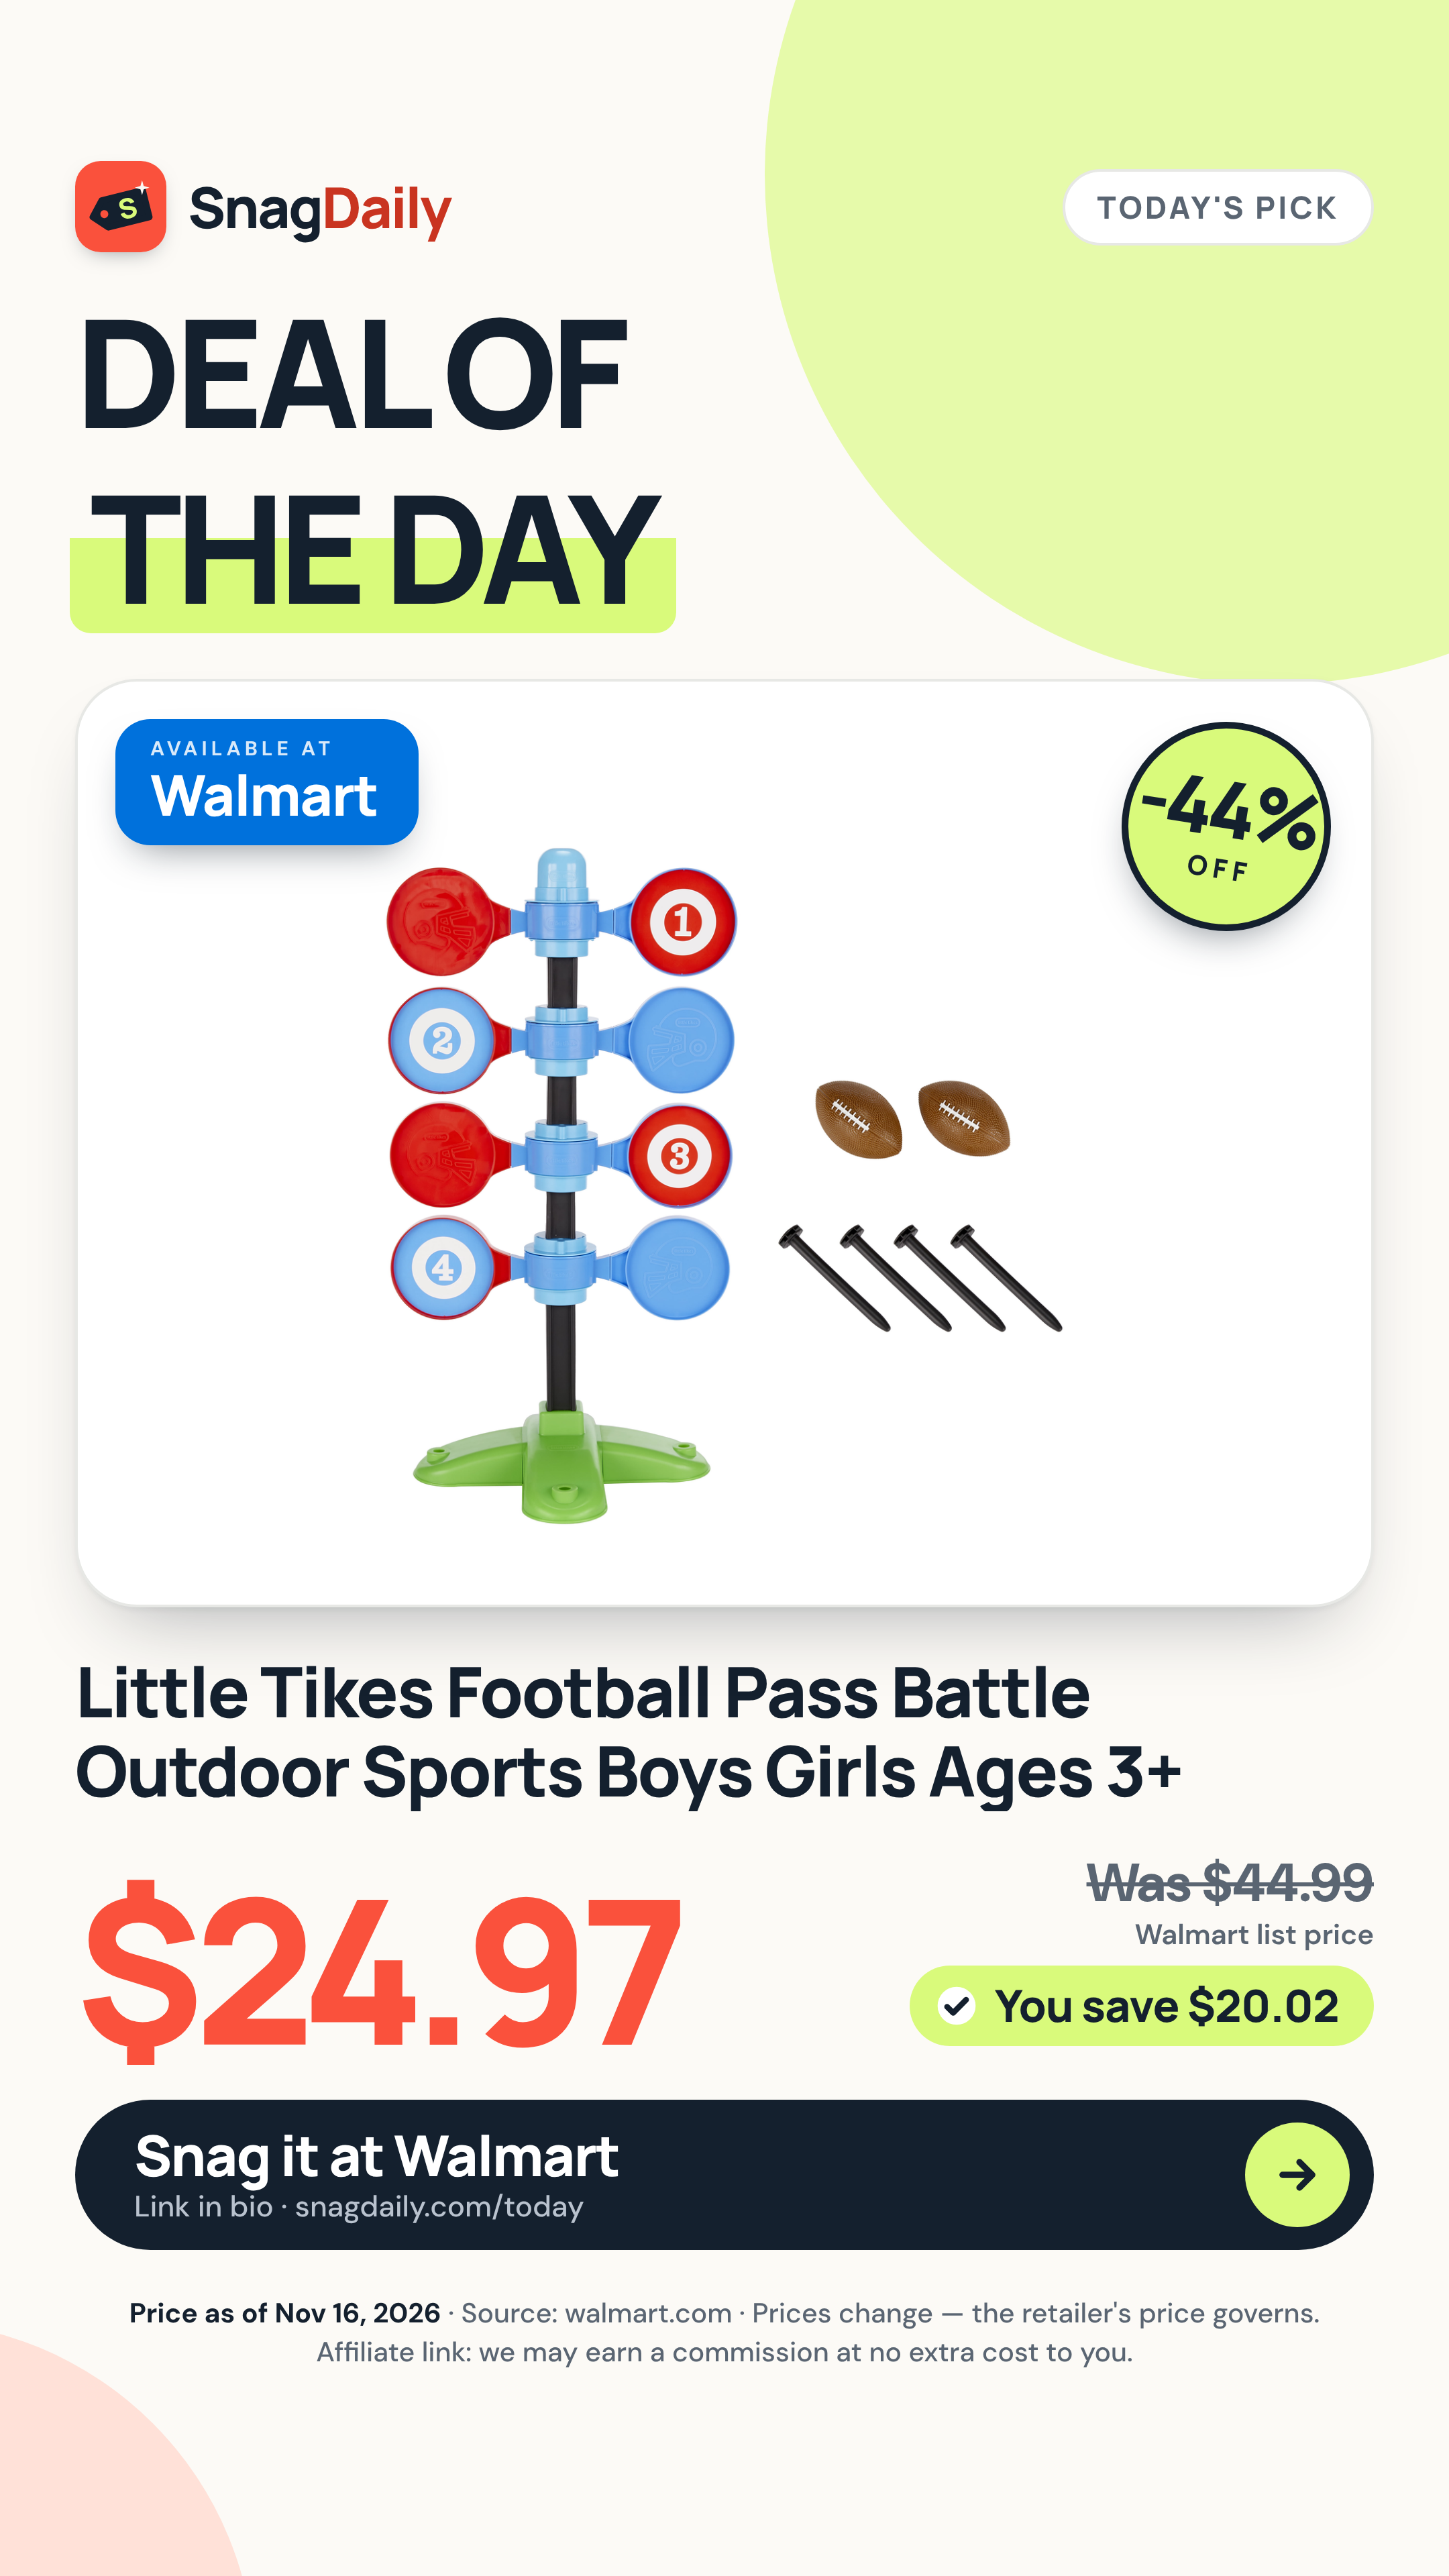 S
SnagDaily
TODAY'S PICK
DEAL OF
THE DAY
AVAILABLE AT
Walmart
-44%
OFF
1
2
3
4
Little Tikes Football Pass Battle
Outdoor Sports Boys Girls Ages 3+
$24.97
Was $44.99
Walmart list price
You save $20.02
Snag it at Walmart
Link in bio · snagdaily.com/today
Price as of Nov 16, 2026 · Source: walmart.com · Prices change — the retailer's price governs.
Affiliate link: we may earn a commission at no extra cost to you.